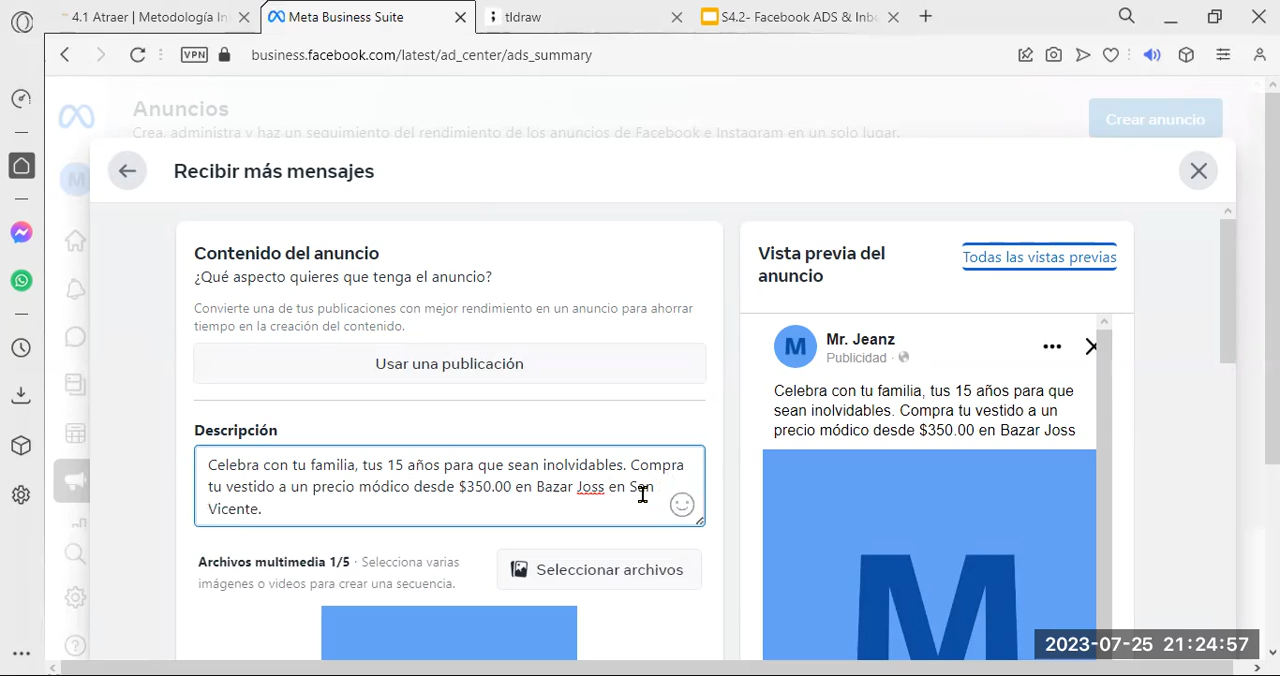 4.1 Atraer | Metodología In
Meta Business Suite
tldraw
S4.2- Facebook ADS & Inb
VPN
business.facebook.com/latest/ad_center/ads_summary
Anuncios
Crea, administra y haz un seguimiento del rendimiento de los anuncios de Facebook e Instagram en un solo lugar.
Crear anuncio
Recibir más mensajes
Contenido del anuncio
¿Qué aspecto quieres que tenga el anuncio?
Convierte una de tus publicaciones con mejor rendimiento en un anuncio para ahorrar
tiempo en la creación del contenido.
Usar una publicación
Descripción
Celebra con tu familia, tus 15 años para que sean inolvidables. Compra
tu vestido a un precio módico desde $350.00 en Bazar Joss en San
Vicente.
Archivos multimedia 1/5 · Selecciona varias
imágenes o videos para crear una secuencia.
Seleccionar archivos
Vista previa del
anuncio
Todas las vistas previas
M
Mr. Jeanz
Publicidad ·
Celebra con tu familia, tus 15 años para que
sean inolvidables. Compra tu vestido a un
precio módico desde $350.00 en Bazar Joss
M
2023-07-25 21:24:57